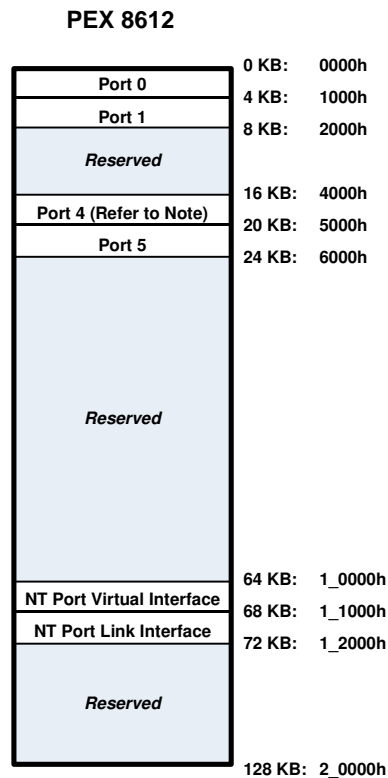 PEX 8612
0 KB: 0000h
Port 0
4 KB: 1000h
Port 1
8 KB: 2000h
Reserved
16 KB: 4000h
Port 4 (Refer to Note)
20 KB: 5000h
Port 5
24 KB: 6000h
Reserved
64 KB: 1_0000h
NT Port Virtual Interface
68 KB: 1_1000h
NT Port Link Interface
72 KB: 1_2000h
Reserved
128 KB: 2_0000h